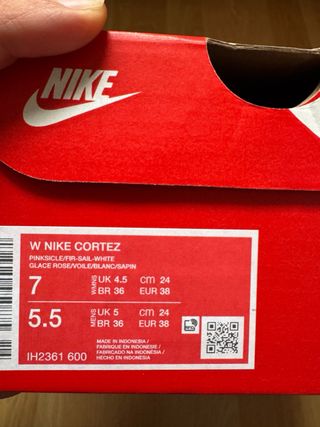 NIKE
W NIKE CORTEZ
PINKSICLE/FIR-SAIL-WHITE
GLACE ROSE/VOILE/BLANC/SAPIN
7 WMNS UK 4.5 cm 24
BR 36 EUR 38
5.5 MENS UK 5 cm 24
BR 36 EUR 38
MADE IN INDONESIA /
FABRIQUE EN INDONESIE /
FABRICADO NA INDONESIA /
HECHO EN INDONESIA
IH2361 600